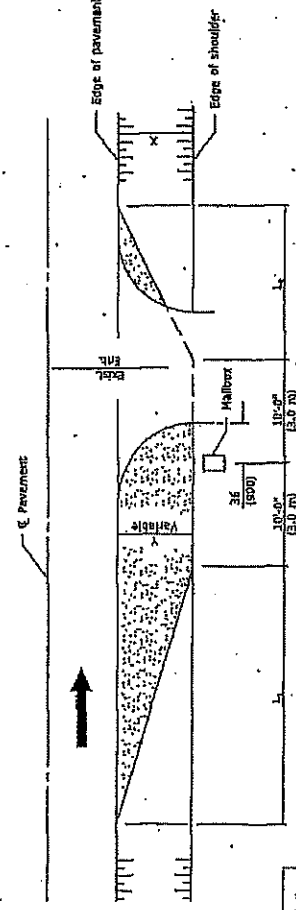 Edge of pavement
Edge of shoulder
x
℄ Pavement
Exist.
Ent.
Mailbox
Variable
Y
36
(900)
L
10'-0"
(3.0 m)
10'-0"
(3.0 m)
L